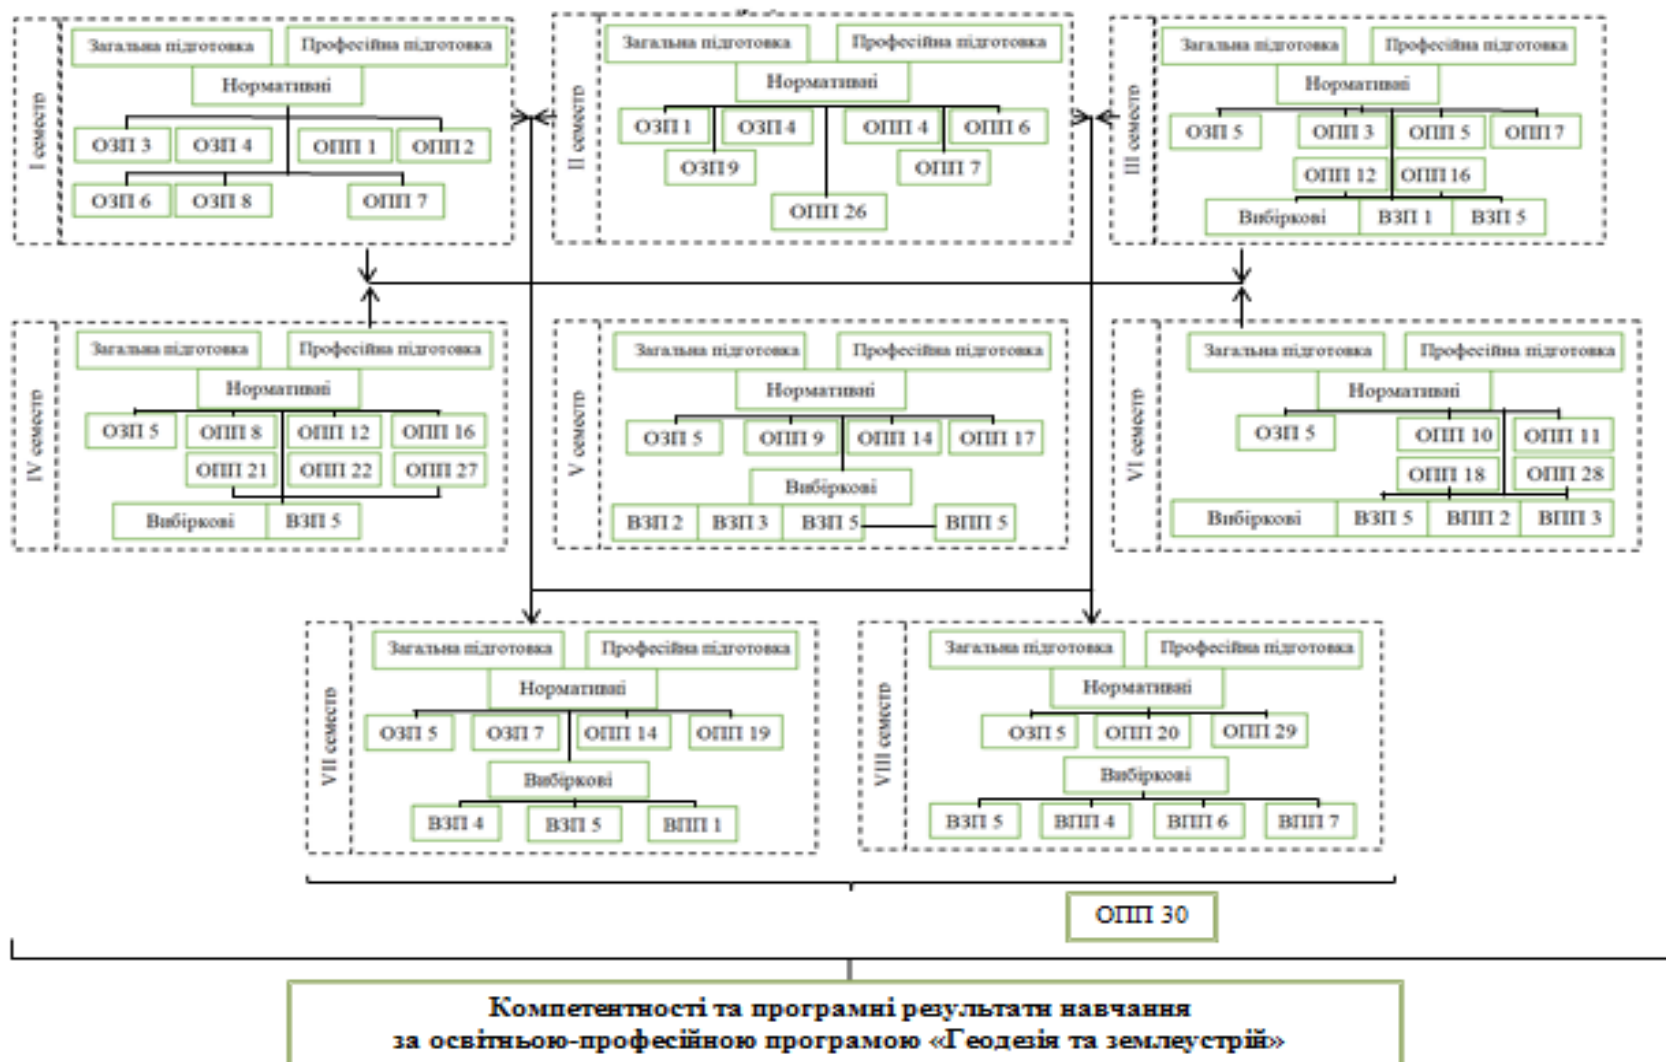 I семестр
Загальна підготовка Професійна підготовка
Нормативні
ОЗП 3 ОЗП 4 ОПП 1 ОПП 2
ОЗП 6 ОЗП 8 ОПП 7
II семестр
Загальна підготовка Професійна підготовка
Нормативні
ОЗП 1 ОЗП 4 ОПП 4 ОПП 6
ОЗП 9 ОПП 7
ОПП 26
III семестр
Загальна підготовка Професійна підготовка
Нормативні
ОЗП 5 ОПП 3 ОПП 5 ОПП 7
ОПП 12 ОПП 16
Вибіркові ВЗП 1 ВЗП 5
IV семестр
Загальна підготовка Професійна підготовка
Нормативні
ОЗП 5 ОПП 8 ОПП 12 ОПП 16
ОПП 21 ОПП 22 ОПП 27
Вибіркові ВЗП 5
V семестр
Загальна підготовка Професійна підготовка
Нормативні
ОЗП 5 ОПП 9 ОПП 14 ОПП 17
Вибіркові
ВЗП 2 ВЗП 3 ВЗП 5 ВПП 5
VI семестр
Загальна підготовка Професійна підготовка
Нормативні
ОЗП 5 ОПП 10 ОПП 11
ОПП 18 ОПП 28
Вибіркові ВЗП 5 ВПП 2 ВПП 3
VII семестр
Загальна підготовка Професійна підготовка
Нормативні
ОЗП 5 ОЗП 7 ОПП 14 ОПП 19
Вибіркові
ВЗП 4 ВЗП 5 ВПП 1
VIII семестр
Загальна підготовка Професійна підготовка
Нормативні
ОЗП 5 ОПП 20 ОПП 29
Вибіркові
ВЗП 5 ВПП 4 ВПП 6 ВПП 7
ОПП 30
Компетентності та програмні результати навчання
за освітньою-професійною програмою «Геодезія та землеустрій»